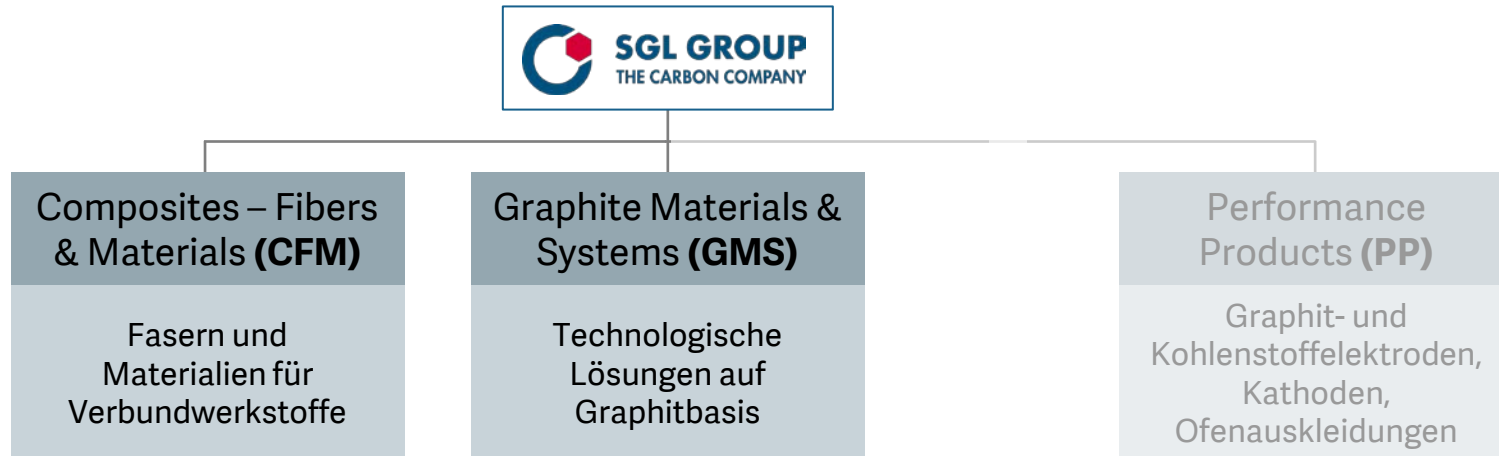 SGL GROUP
THE CARBON COMPANY
Composites – Fibers
& Materials (CFM)
Fasern und
Materialien für
Verbundwerkstoffe
Graphite Materials &
Systems (GMS)
Technologische
Lösungen auf
Graphitbasis
Performance
Products (PP)
Graphit- und
Kohlenstoffelektroden,
Kathoden,
Ofenauskleidungen